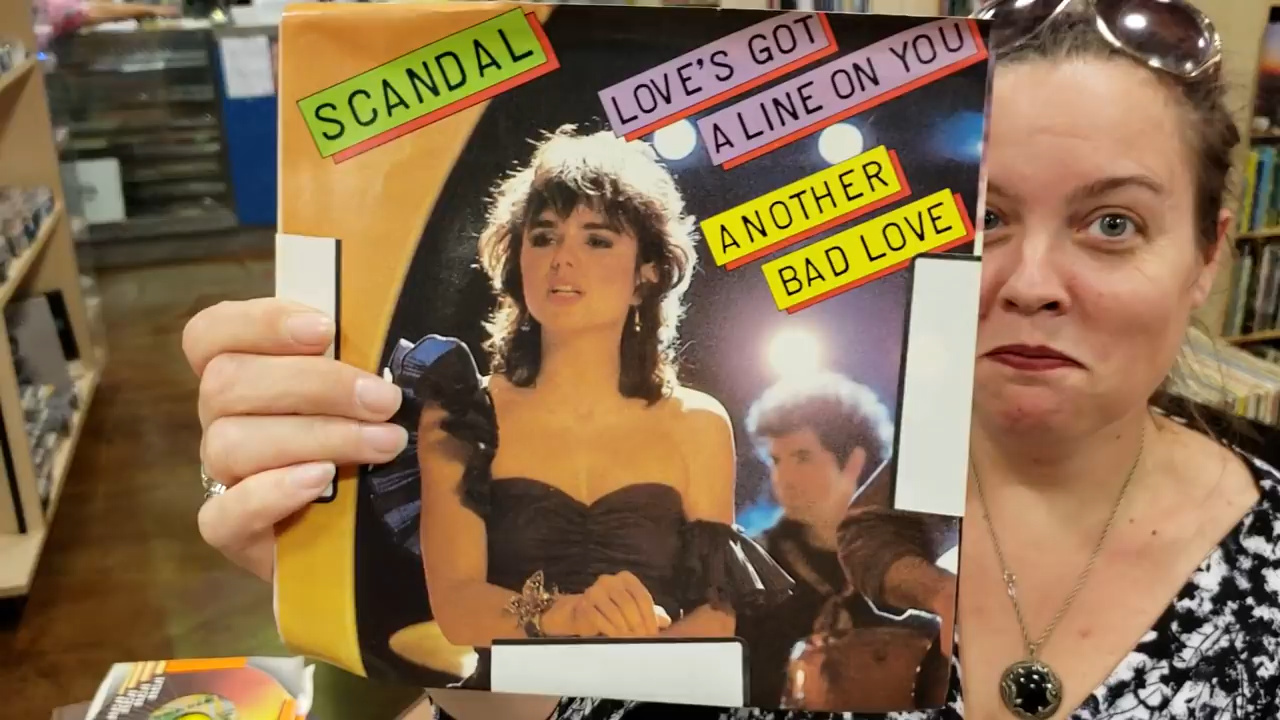 SCANDAL
LOVE'S GOT
A LINE ON YOU
ANOTHER
BAD LOVE